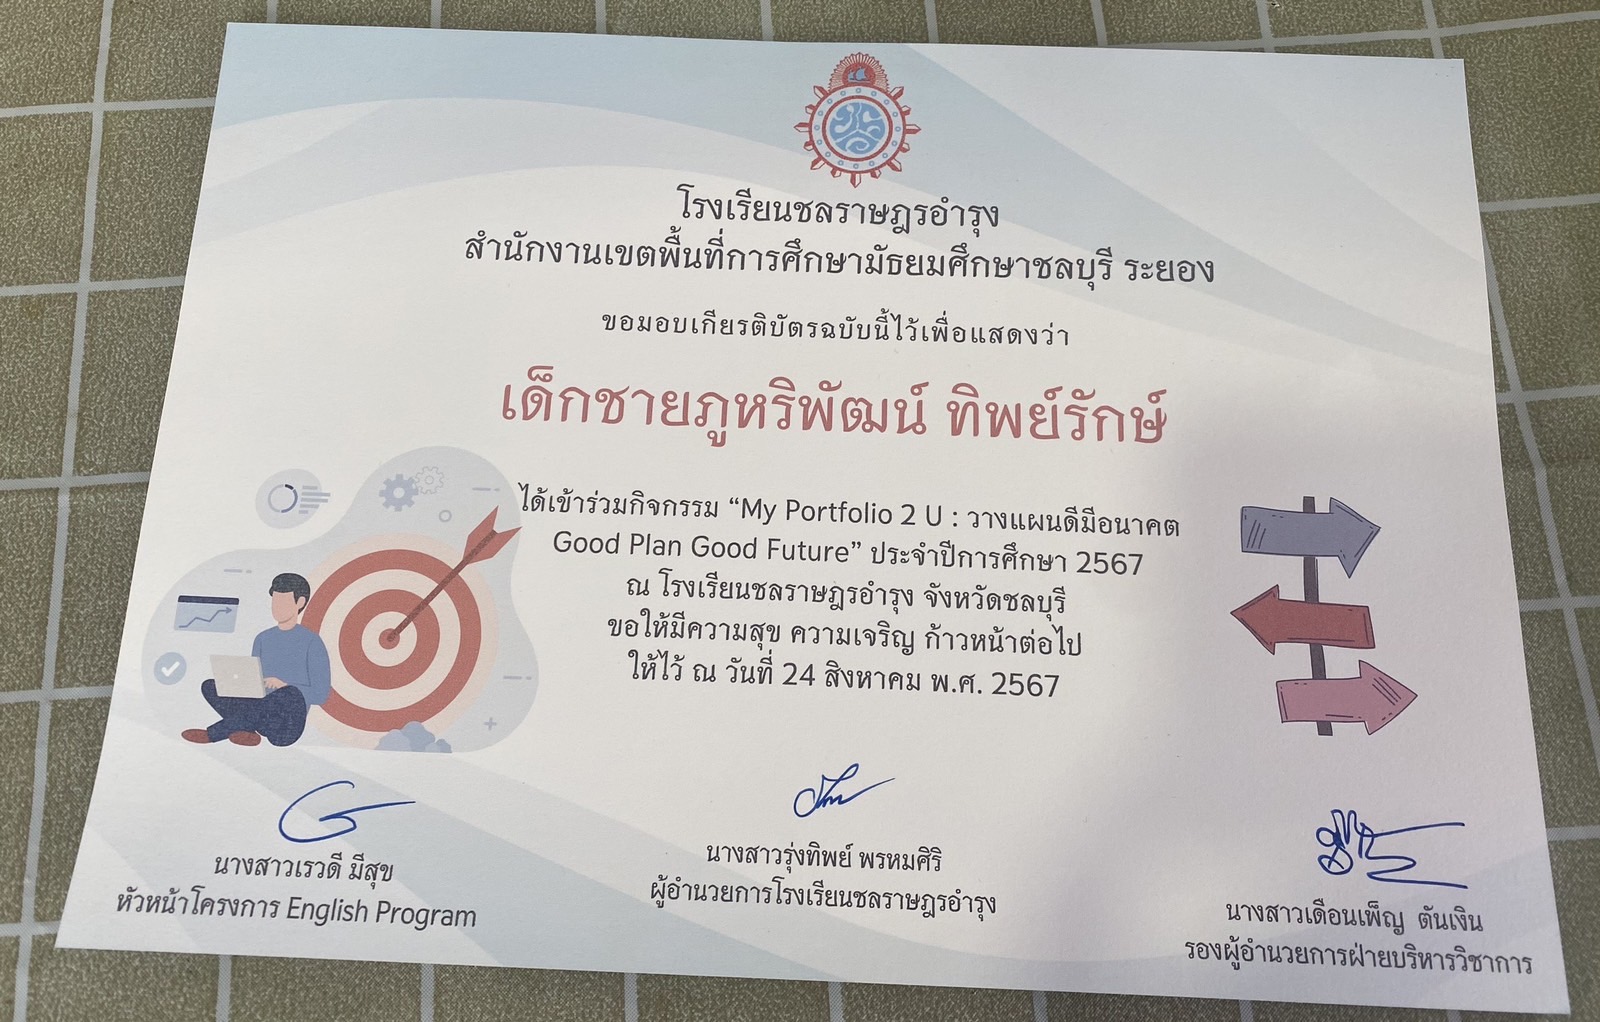 โรงเรียนชลราษฎรอำรุง
สำนักงานเขตพื้นที่การศึกษามัธยมศึกษาชลบุรี ระยอง
ขอมอบเกียรติบัตรฉบับนี้ไว้เพื่อแสดงว่า
เด็กชายภูหริพัฒน์ ทิพย์รักษ์
ได้เข้าร่วมกิจกรรม “My Portfolio 2 U : วางแผนดีมีอนาคต
Good Plan Good Future” ประจำปีการศึกษา 2567
ณ โรงเรียนชลราษฎรอำรุง จังหวัดชลบุรี
ขอให้มีความสุข ความเจริญ ก้าวหน้าต่อไป
ให้ไว้ ณ วันที่ 24 สิงหาคม พ.ศ. 2567
นางสาวเรวดี มีสุข
หัวหน้าโครงการ English Program
นางสาวรุ่งทิพย์ พรหมศิริ
ผู้อำนวยการโรงเรียนชลราษฎรอำรุง
นางสาวเดือนเพ็ญ ตันเงิน
รองผู้อำนวยการฝ่ายบริหารวิชาการ